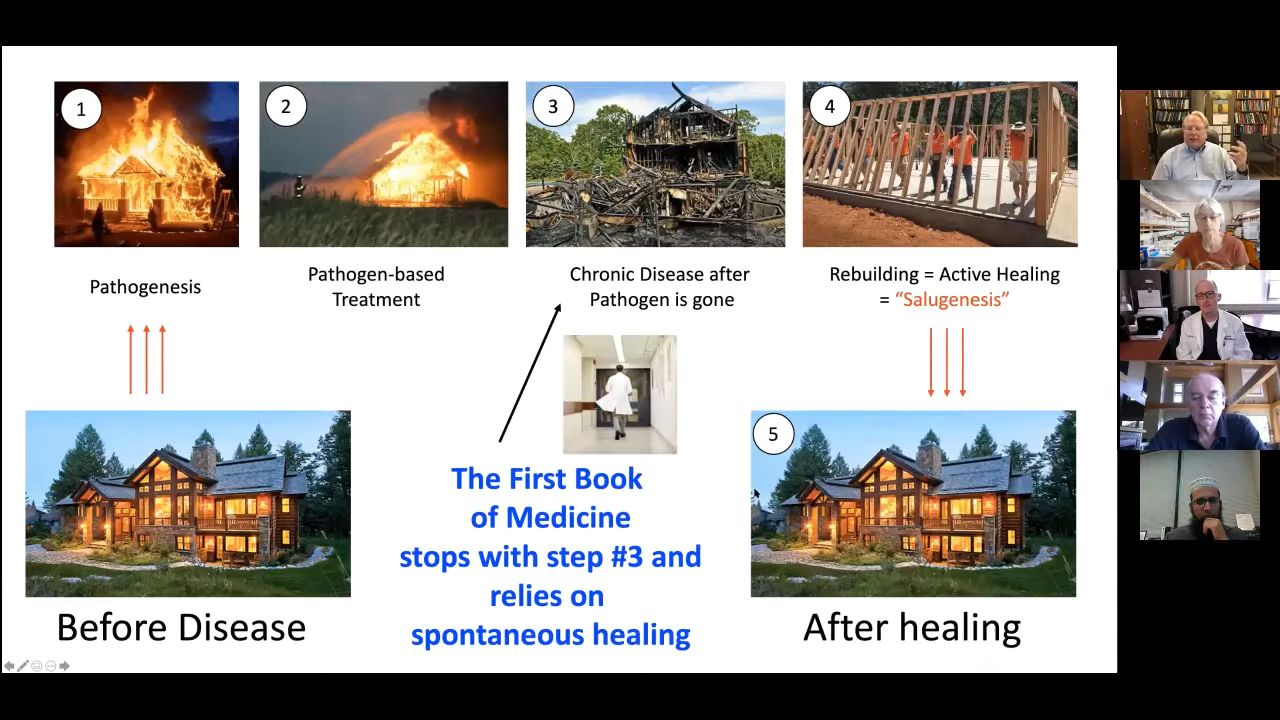 1
2
3
4
Pathogenesis
Pathogen-based
Treatment
Chronic Disease after
Pathogen is gone
Rebuilding = Active Healing
= “Salugenesis”
5
The First Book
of Medicine
stops with step #3 and
relies on
spontaneous healing
Before Disease
After healing